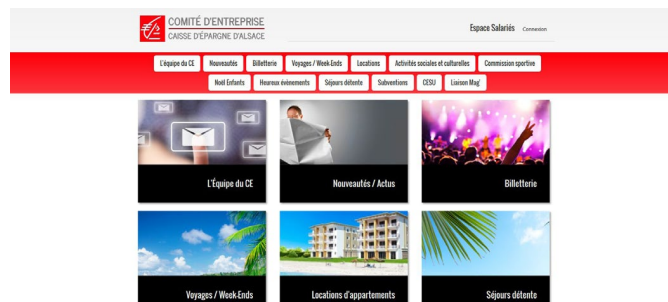 COMITÉ D'ENTREPRISE
CAISSE D'ÉPARGNE D'ALSACE
Espace Salariés Connexion
L'équipe du CE Nouveautés Billetterie Voyages / Week-Ends Locations Activités sociales et culturelles Commission sportive
Noël Enfants Heureux évènements Séjours détente Subventions CESU Liaison Mag'
L'Équipe du CE Nouveautés / Actus Billetterie
Voyages / Week-Ends Locations d'appartements Séjours détente